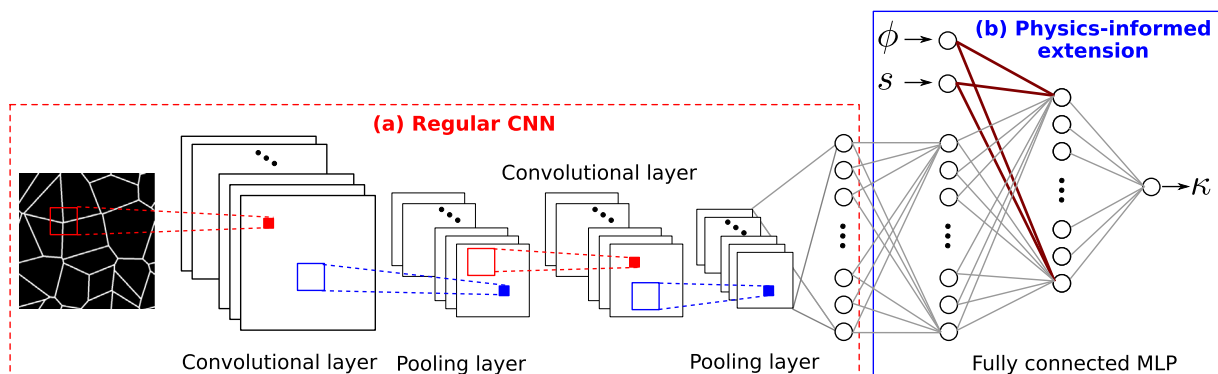 (b) Physics-informed
extension
ϕ
s
(a) Regular CNN
Convolutional layer
κ
Convolutional layer
Pooling layer
Pooling layer
Fully connected MLP